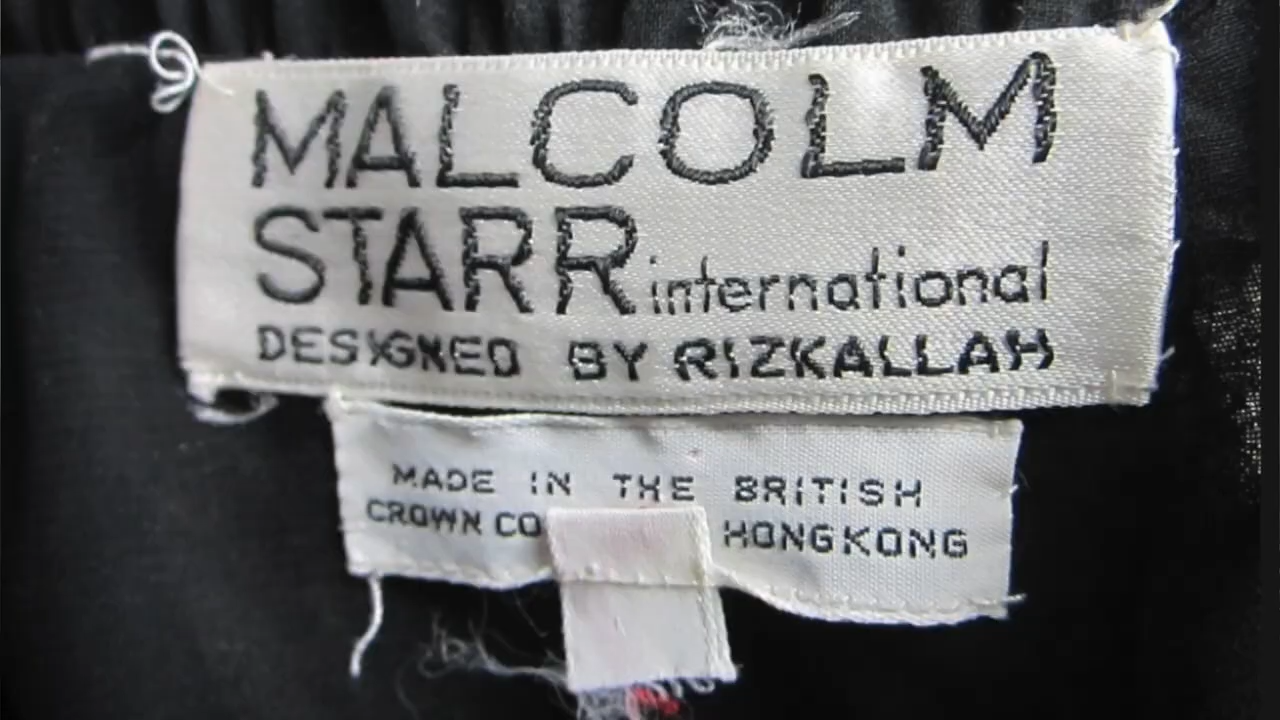 MALCOLM
STARR international
DESIGNED BY RIZKALLAH
MADE IN THE BRITISH
CROWN CO HONGKONG